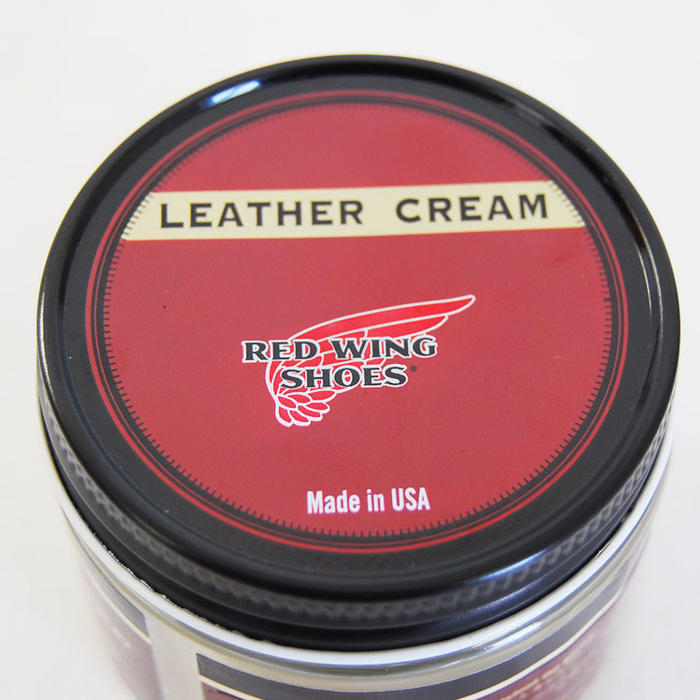 LEATHER CREAM
RED WING
SHOES
Made in USA